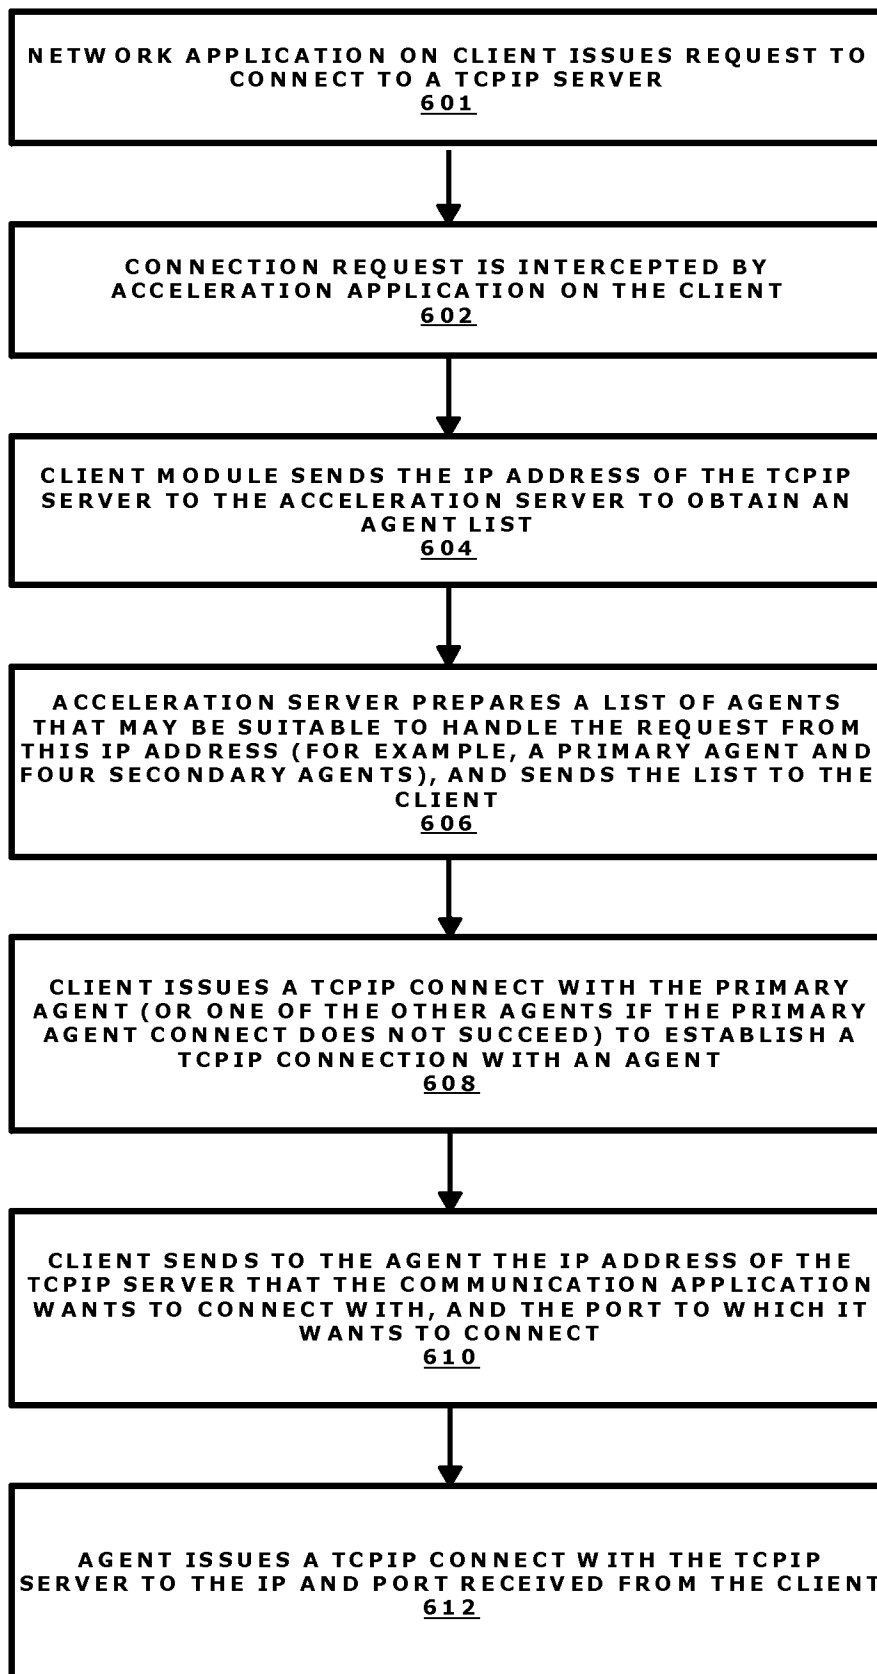 NETWORK APPLICATION ON CLIENT ISSUES REQUEST TO
CONNECT TO A TCPIP SERVER
601
CONNECTION REQUEST IS INTERCEPTED BY
ACCELERATION APPLICATION ON THE CLIENT
602
CLIENT MODULE SENDS THE IP ADDRESS OF THE TCPIP
SERVER TO THE ACCELERATION SERVER TO OBTAIN AN
AGENT LIST
604
ACCELERATION SERVER PREPARES A LIST OF AGENTS
THAT MAY BE SUITABLE TO HANDLE THE REQUEST FROM
THIS IP ADDRESS (FOR EXAMPLE, A PRIMARY AGENT AND
FOUR SECONDARY AGENTS), AND SENDS THE LIST TO THE
CLIENT
606
CLIENT ISSUES A TCPIP CONNECT WITH THE PRIMARY
AGENT (OR ONE OF THE OTHER AGENTS IF THE PRIMARY
AGENT CONNECT DOES NOT SUCCEED) TO ESTABLISH A
TCPIP CONNECTION WITH AN AGENT
608
CLIENT SENDS TO THE AGENT THE IP ADDRESS OF THE
TCPIP SERVER THAT THE COMMUNICATION APPLICATION
WANTS TO CONNECT WITH, AND THE PORT TO WHICH IT
WANTS TO CONNECT
610
AGENT ISSUES A TCPIP CONNECT WITH THE TCPIP
SERVER TO THE IP AND PORT RECEIVED FROM THE CLIENT
612